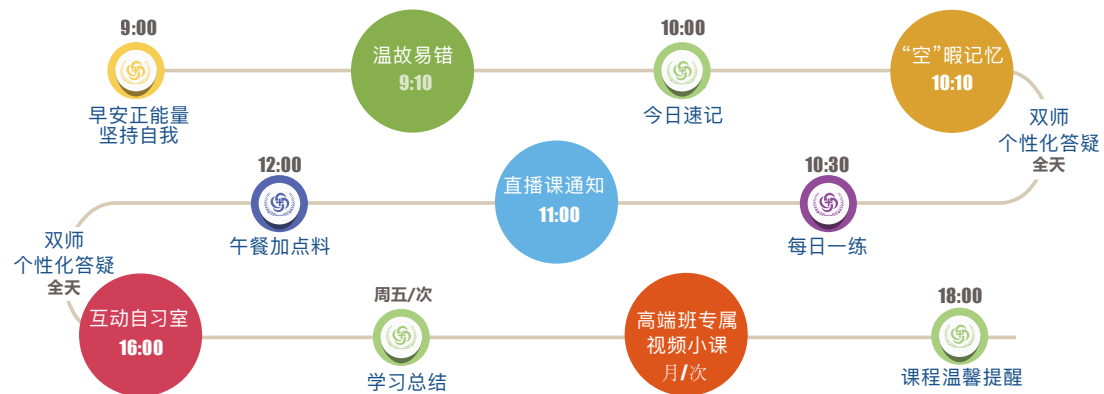 9:00
早安正能量
坚持自我
温故易错
9:10
10:00
今日速记
“空”暇记忆
10:10
双师
个性化答疑
全天
10:30
每日一练
直播课通知
11:00
12:00
午餐加点料
双师
个性化答疑
全天
互动自习室
16:00
周五/次
学习总结
高端班专属
视频小课
月/次
18:00
课程温馨提醒